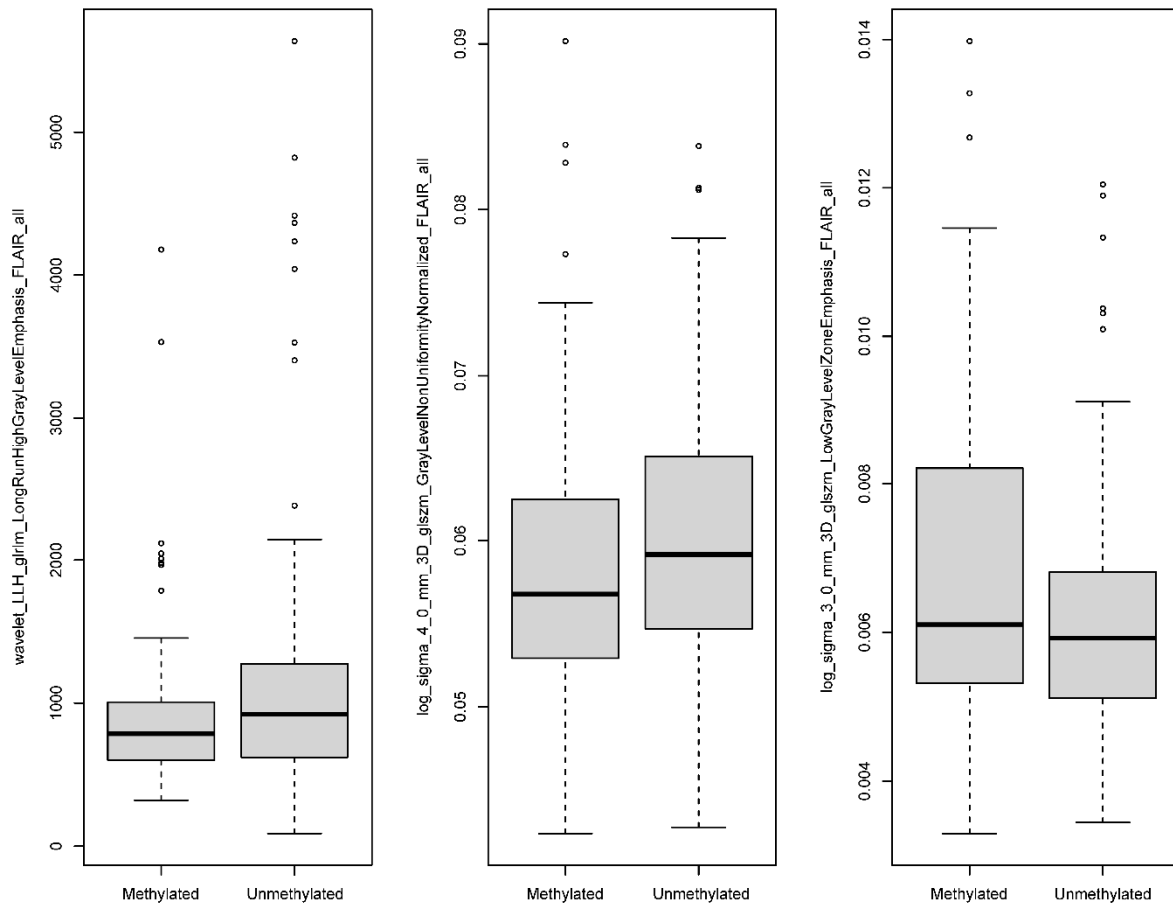 wavelet_LLH_glrlm_LongRunHighGrayLevelEmphasis_FLAIR_all
5000
4000
3000
2000
1000
0
Methylated Unmethylated
log_sigma_4_0_mm_3D_glszm_GrayLevelNonUniformityNormalized_FLAIR_all
0.09
0.08
0.07
0.06
0.05
Methylated Unmethylated
log_sigma_3_0_mm_3D_glszm_LowGrayLevelZoneEmphasis_FLAIR_all
0.014
0.012
0.010
0.008
0.006
0.004
Methylated Unmethylated